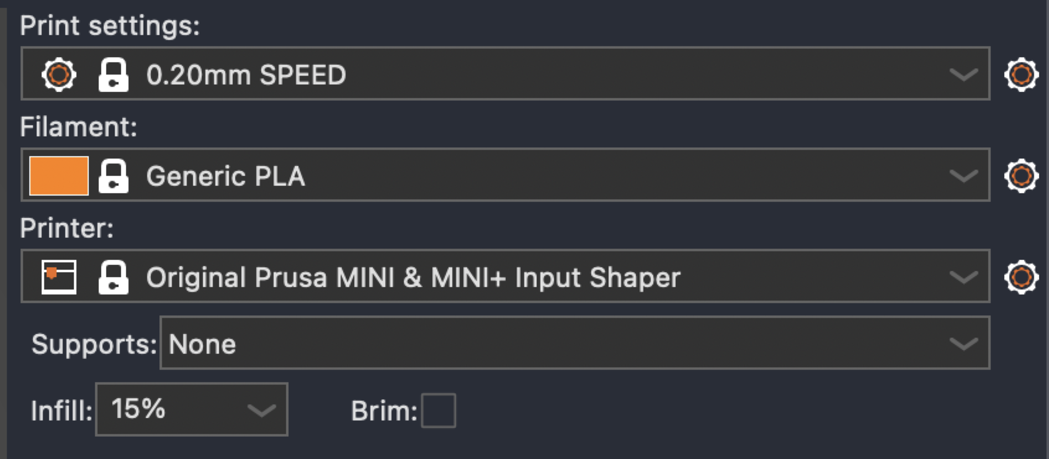 Print settings:
0.20mm SPEED
Filament:
Generic PLA
Printer:
Original Prusa MINI & MINI+ Input Shaper
Supports: None
Infill: 15% Brim: